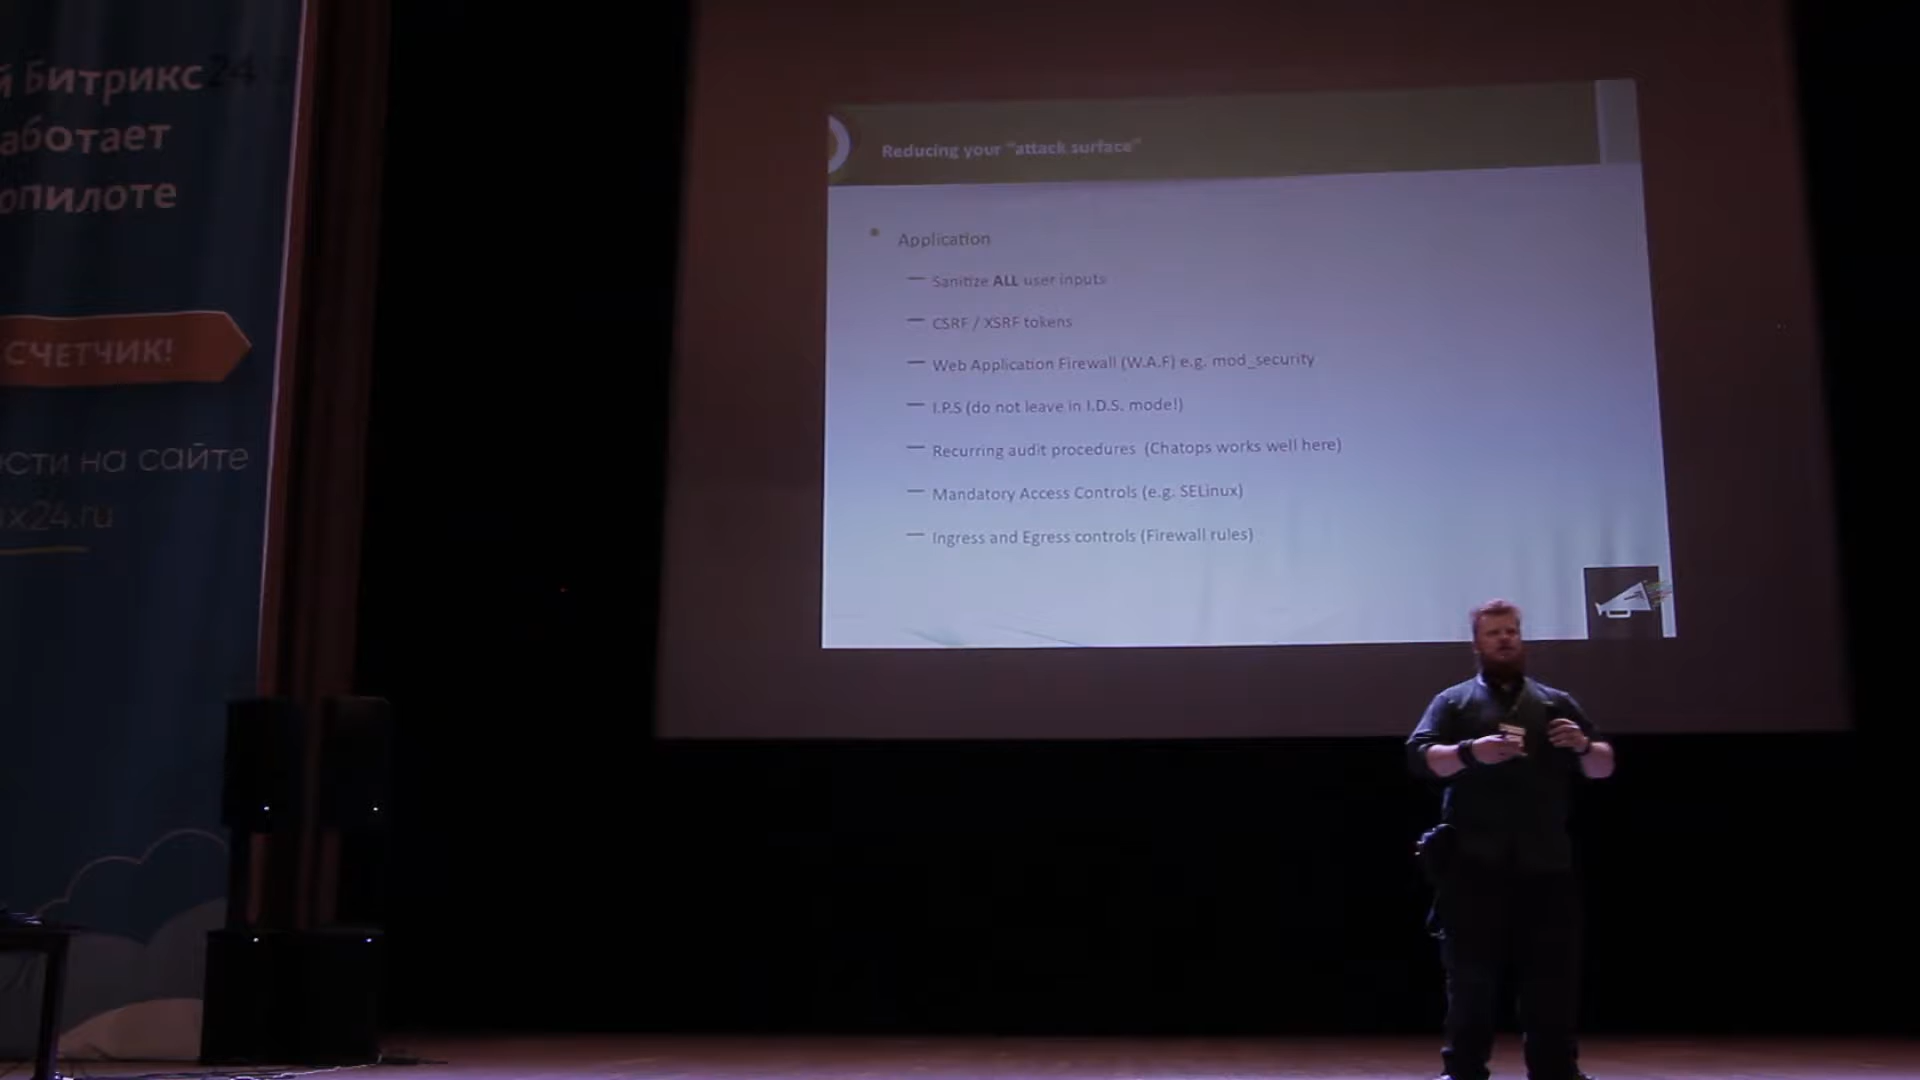 й Битрикс24
аботает
опилоте
СЧЕТЧИК!
ости на сайте
x24.ru
Reducing your “attack surface”
Application
Sanitize ALL user inputs
CSRF / XSRF tokens
Web Application Firewall (W.A.F) e.g. mod_security
I.P.S (do not leave in I.D.S. mode!)
Recurring audit procedures (Chatops works well here)
Mandatory Access Controls (e.g. SELinux)
Ingress and Egress controls (Firewall rules)